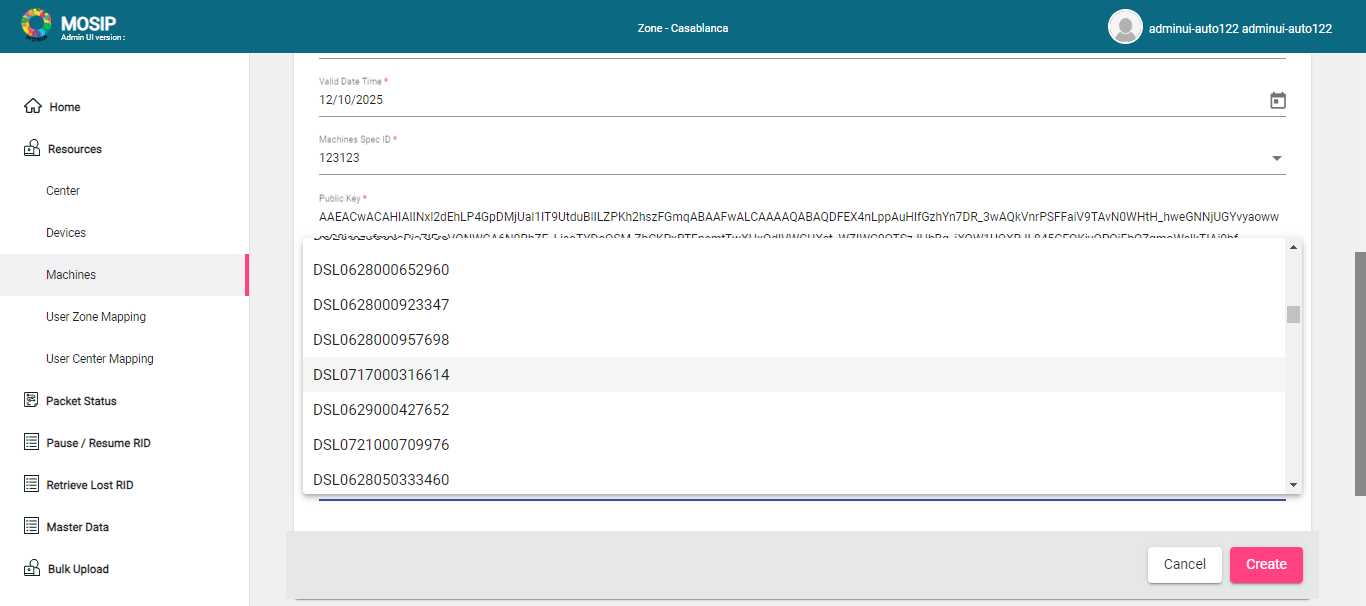 MOSIP
Admin UI version :
Zone - Casablanca
adminui-auto122 adminui-auto122
Home
Resources
Center
Devices
Machines
User Zone Mapping
User Center Mapping
Packet Status
Pause / Resume RID
Retrieve Lost RID
Master Data
Bulk Upload
Valid Date Time *
12/10/2025
Machines Spec ID *
123123
Public Key *
DSL0628000652960
DSL0628000923347
DSL0628000957698
DSL0717000316614
DSL0629000427652
DSL0721000709976
DSL0628050333460
Cancel
Create